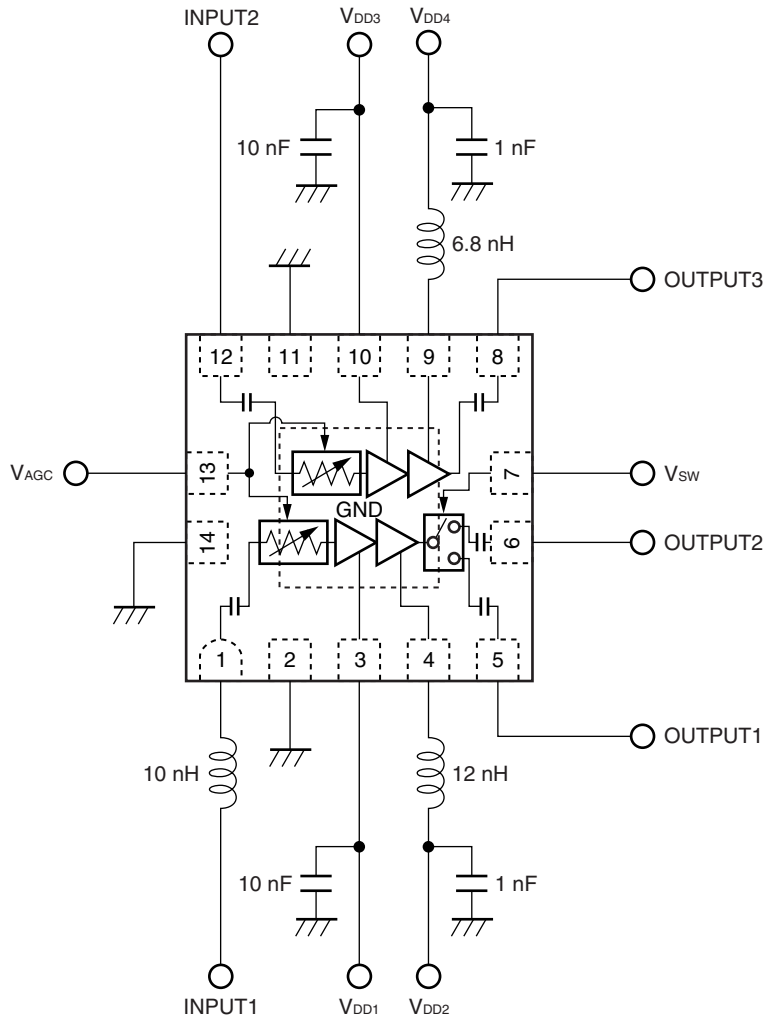 INPUT2 VDD3 VDD4
10 nF 1 nF
6.8 nH
OUTPUT3
12 11 10 9 8
VAGC 13 7 VSW
GND
14 6 OUTPUT2
1 2 3 4 5
OUTPUT1
10 nH 12 nH
10 nF 1 nF
INPUT1 VDD1 VDD2